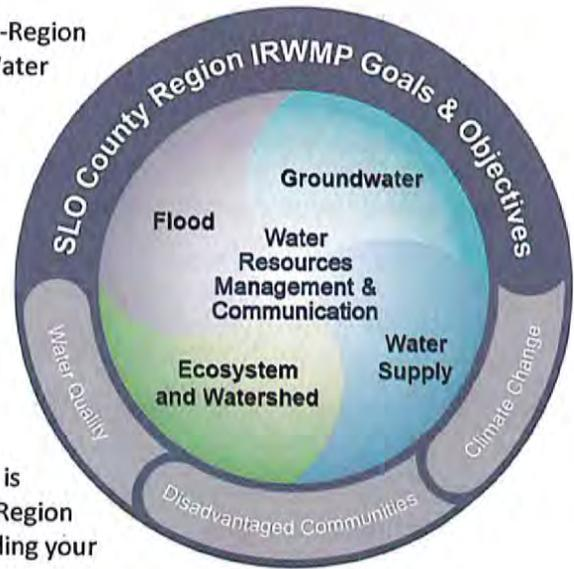 -Region
Water
SLO County Region IRWMP Goals & Objectives
Groundwater
Flood
Water
Resources
Management &
Communication
Water
Supply
Ecosystem
and Watershed
Water Quality
Disadvantaged Communities
Climate Change
is
Region
ding your